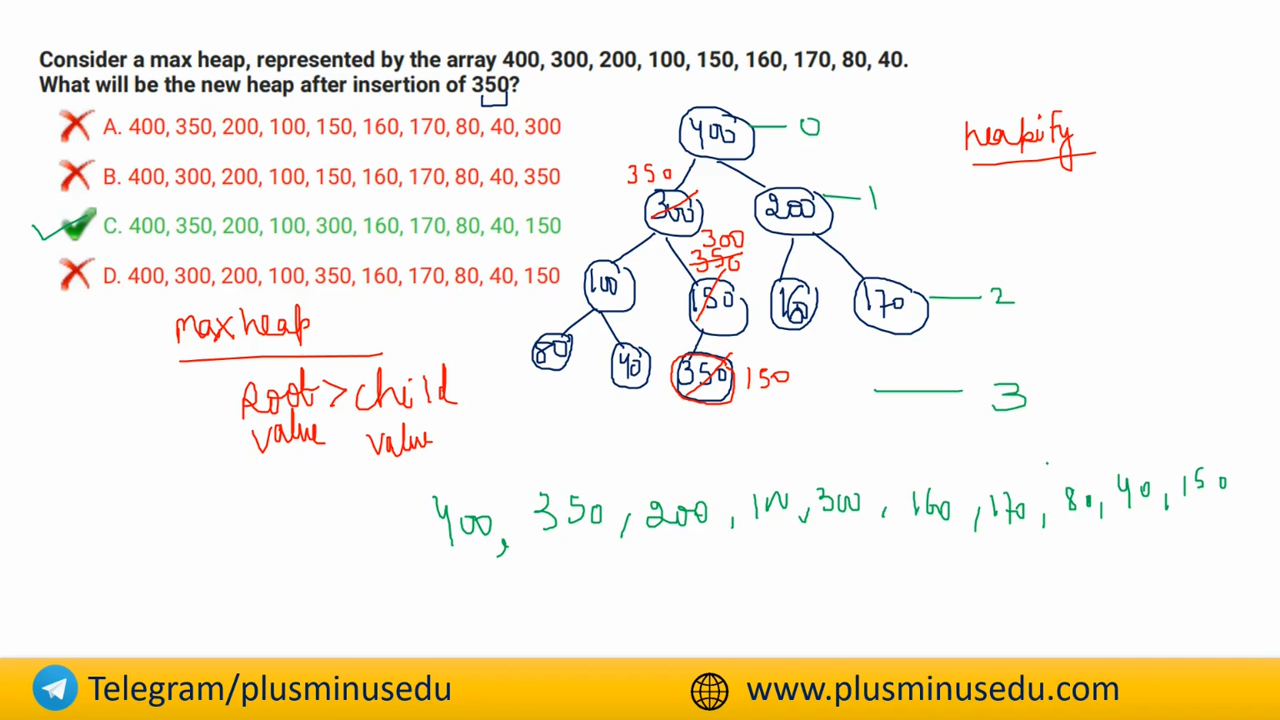 Consider a max heap, represented by the array 400, 300, 200, 100, 150, 160, 170, 80, 40.
What will be the new heap after insertion of 350?
A. 400, 350, 200, 100, 150, 160, 170, 80, 40, 300
B. 400, 300, 200, 100, 150, 160, 170, 80, 40, 350
C. 400, 350, 200, 100, 300, 160, 170, 80, 40, 150
D. 400, 300, 200, 100, 350, 160, 170, 80, 40, 150
heapify
400
0
350
300
200
1
300
350
100
150
160
170
2
80
40
350
150
3
max heap
Root > child
value value
400, 350, 200, 100, 300, 160, 170, 80, 40, 150
Telegram/plusminusedu
www.plusminusedu.com